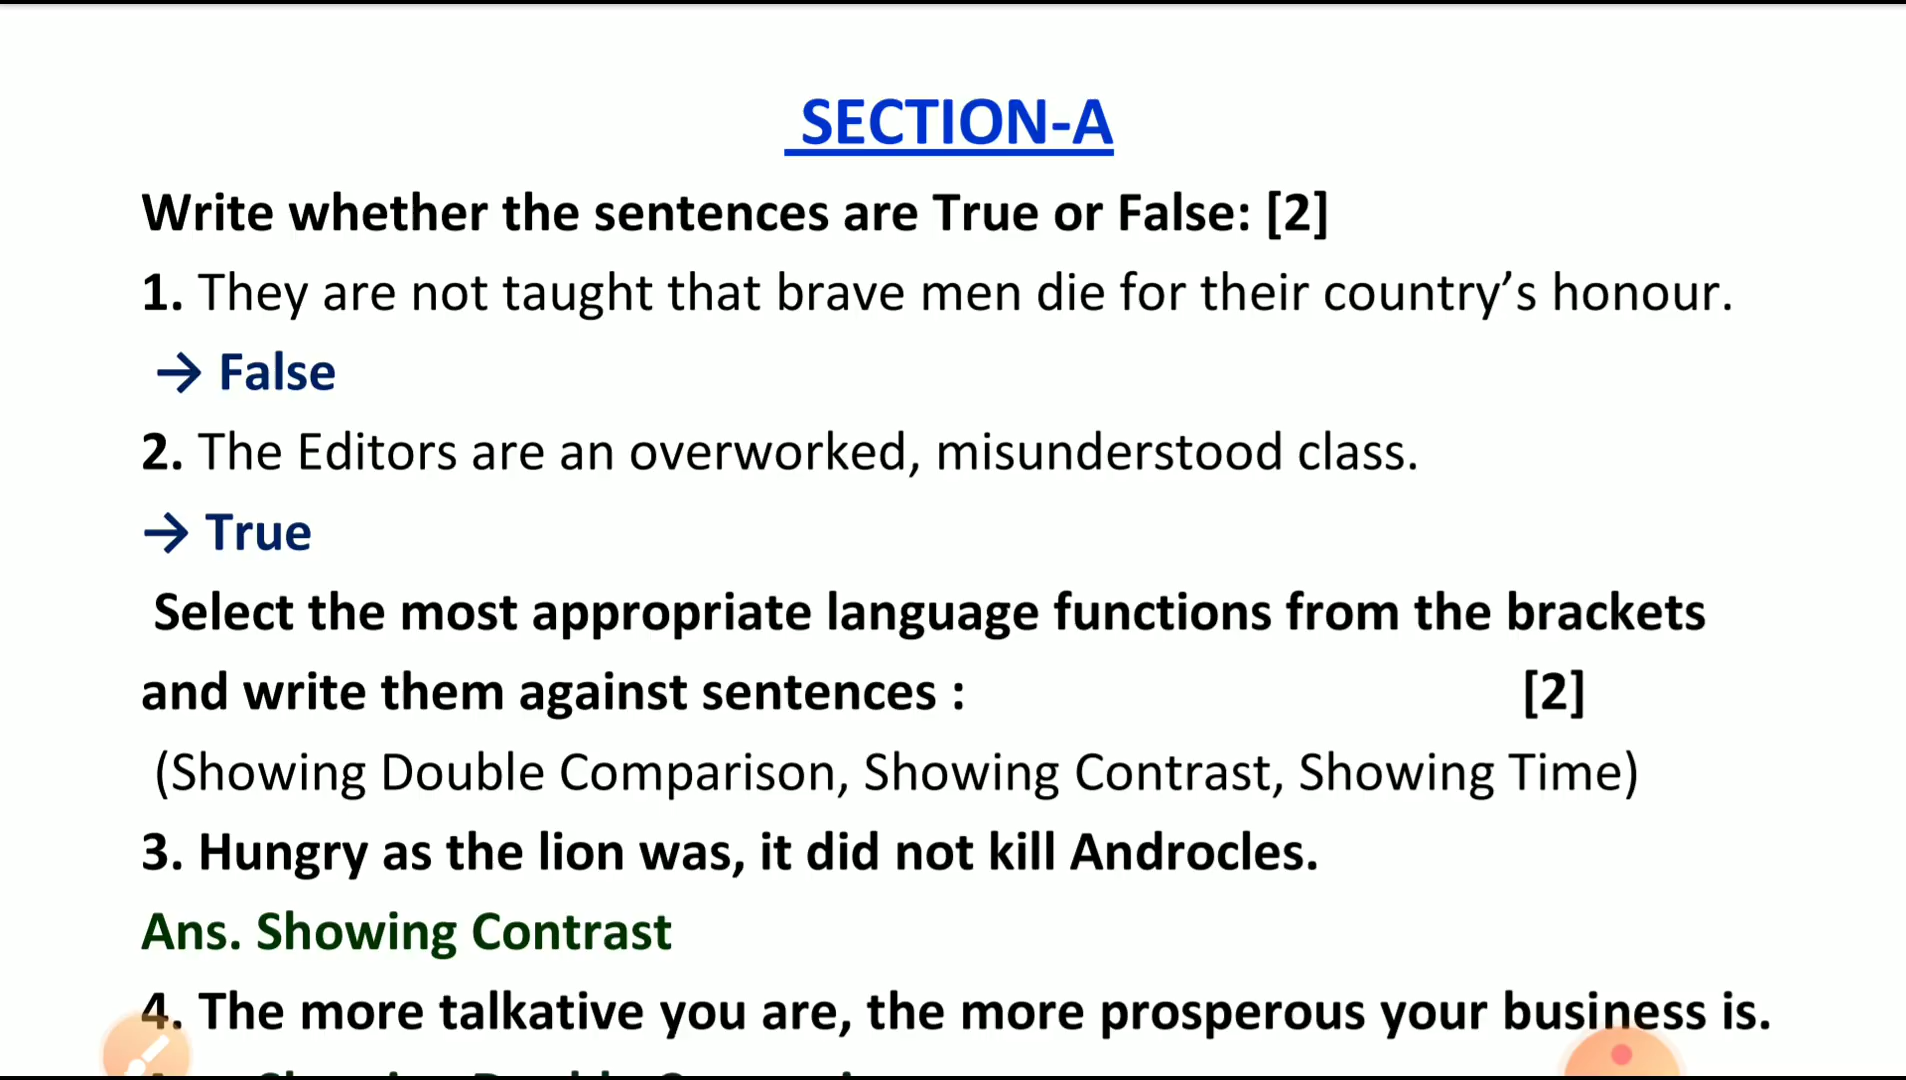 SECTION-A
Write whether the sentences are True or False: [2]
1. They are not taught that brave men die for their country’s honour.
→ False
2. The Editors are an overworked, misunderstood class.
→ True
Select the most appropriate language functions from the brackets
and write them against sentences : [2]
(Showing Double Comparison, Showing Contrast, Showing Time)
3. Hungry as the lion was, it did not kill Androcles.
Ans. Showing Contrast
4. The more talkative you are, the more prosperous your business is.